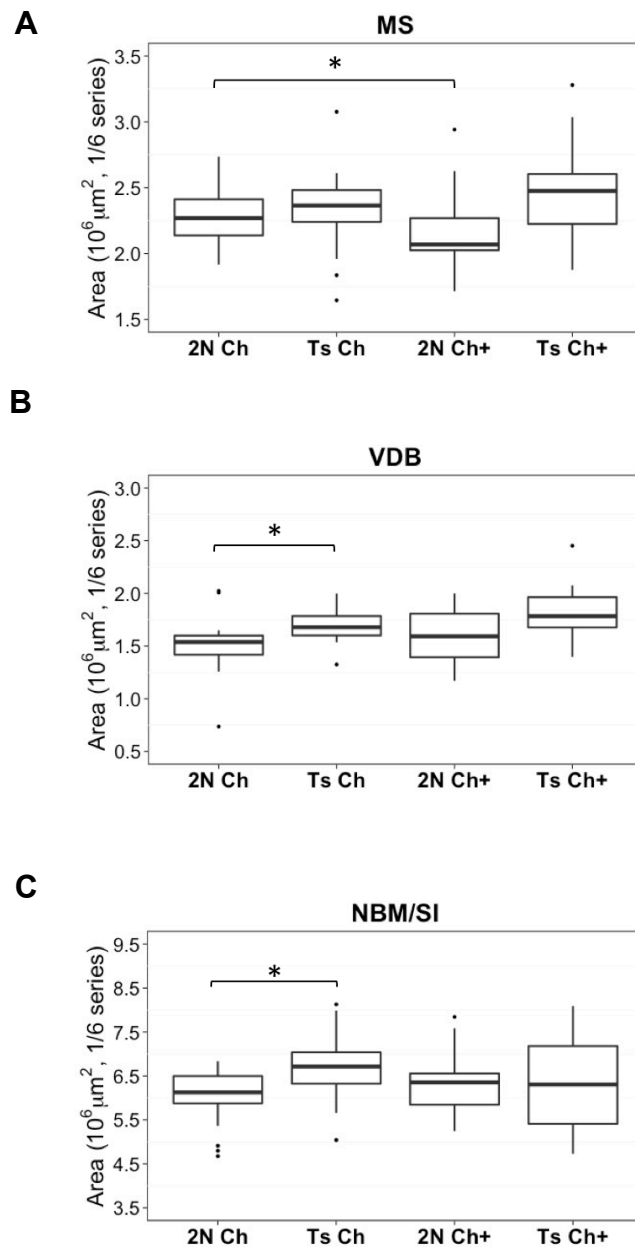 A
MS
Area (10⁶μm², 1/6 series)
3.5
3.0
2.5
2.0
1.5
*
2N Ch Ts Ch 2N Ch+ Ts Ch+
B
VDB
Area (10⁶μm², 1/6 series)
3.0
2.5
2.0
1.5
1.0
0.5
*
2N Ch Ts Ch 2N Ch+ Ts Ch+
C
NBM/SI
Area (10⁶μm², 1/6 series)
9.5
8.5
7.5
6.5
5.5
4.5
3.5
*
2N Ch Ts Ch 2N Ch+ Ts Ch+